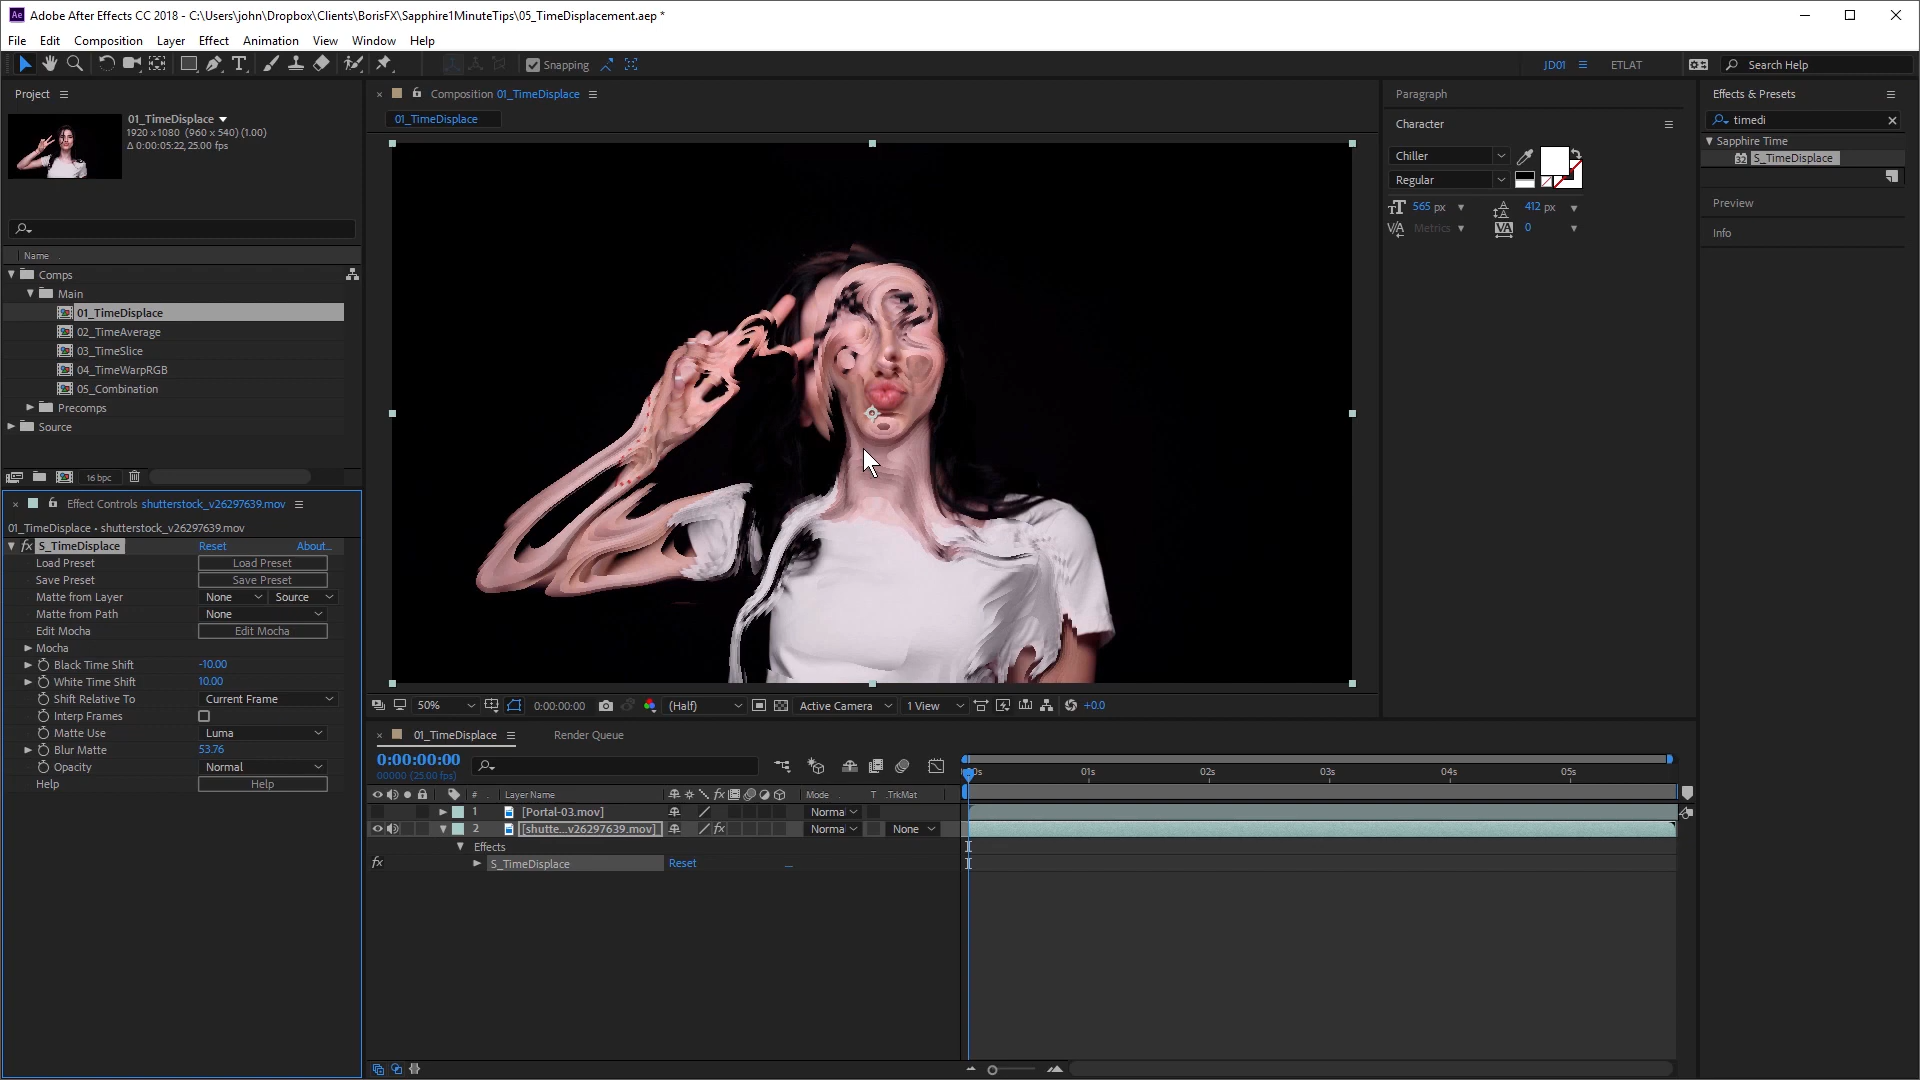 Adobe After Effects CC 2018 - C:\Users\john\Dropbox\Clients\BorisFX\Sapphire1MinuteTips\05_TimeDisplacement.aep *
File Edit Composition Layer Effect Animation View Window Help
Snapping
JD01
ETLAT
Search Help
Project
01_TimeDisplace
1920 x1080 (960 x 540) (1.00)
Δ 0:00:05:22, 25.00 fps
Name
Comps
Main
01_TimeDisplace
02_TimeAverage
03_TimeSlice
04_TimeWarpRGB
05_Combination
Precomps
Source
16 bpc
Effect Controls shutterstock_v26297639.mov
01_TimeDisplace • shutterstock_v26297639.mov
fx S_TimeDisplace Reset About...
Load Preset Load Preset
Save Preset Save Preset
Matte from Layer None Source
Matte from Path None
Edit Mocha Edit Mocha
Mocha
Black Time Shift -10.00
White Time Shift 10.00
Shift Relative To Current Frame
Interp Frames
Matte Use Luma
Blur Matte 53.76
Opacity Normal
Help Help
Composition 01_TimeDisplace
01_TimeDisplace
50% 0:00:00:00 (Half) Active Camera 1 View +0.0
Paragraph
Character
Chiller
Regular
565 px 412 px
Metrics 0
Effects & Presets
timedi
Sapphire Time
32 S_TimeDisplace
Preview
Info
01_TimeDisplace Render Queue
0:00:00:00
00000 (25.00 fps)
01s 02s 03s 04s 05s
# Layer Name fx Mode T .TrkMat
1 [Portal-03.mov] Norma
2 [shutte...v26297639.mov] fx Norma None
Effects
fx S_TimeDisplace Reset ...